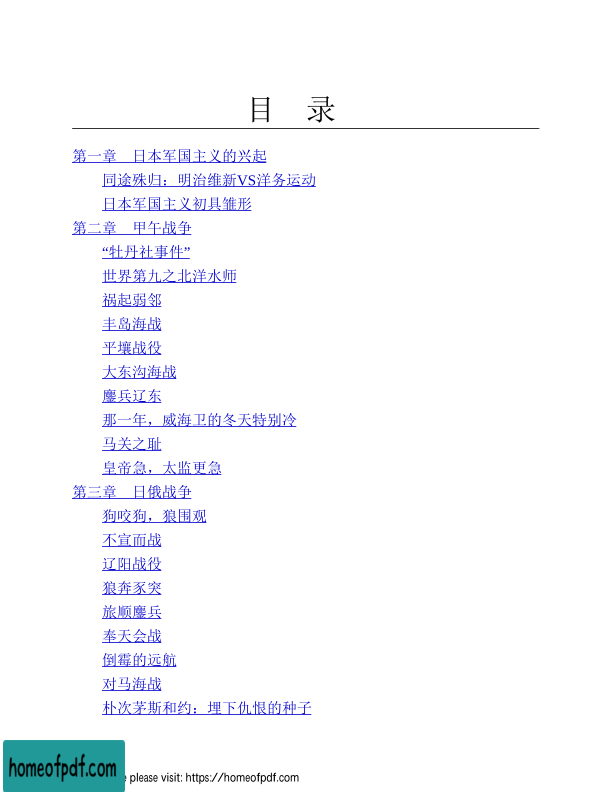 目 录
第一章 日本军国主义的兴起
同途殊归：明治维新VS洋务运动
日本军国主义初具雏形
第二章 甲午战争
“牡丹社事件”
世界第九之北洋水师
祸起弱邻
丰岛海战
平壤战役
大东沟海战
鏖兵辽东
那一年，威海卫的冬天特别冷
马关之耻
皇帝急，太监更急
第三章 日俄战争
狗咬狗，狼围观
不宣而战
辽阳战役
狼奔豕突
旅顺鏖兵
奉天会战
倒霉的远航
对马海战
朴次茅斯和约：埋下仇恨的种子
homeofpdf.com
e please visit: https://homeofpdf.com